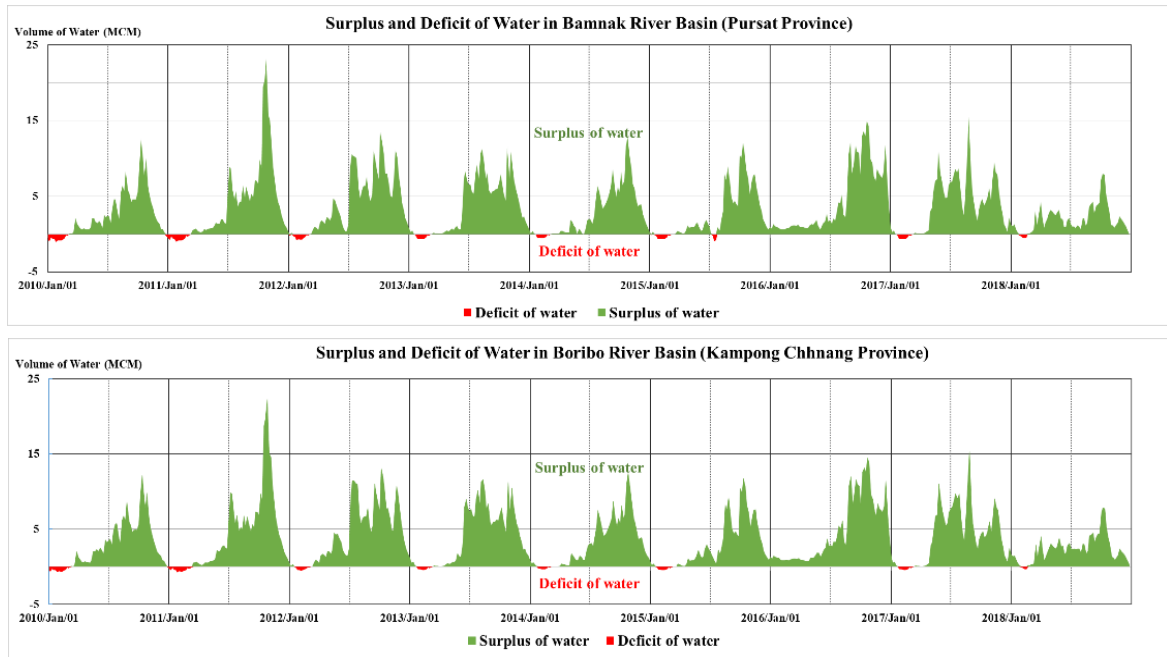 Surplus and Deficit of Water in Bamnak River Basin (Pursat Province)
Volume of Water (MCM)
25
15
Surplus of water
5
Deficit of water
-5
2010/Jan/01 2011/Jan/01 2012/Jan/01 2013/Jan/01 2014/Jan/01 2015/Jan/01 2016/Jan/01 2017/Jan/01 2018/Jan/01
Deficit of water Surplus of water
Surplus and Deficit of Water in Boribo River Basin (Kampong Chhnang Province)
Volume of Water (MCM)
25
15
Surplus of water
5
Deficit of water
-5
2010/Jan/01 2011/Jan/01 2012/Jan/01 2013/Jan/01 2014/Jan/01 2015/Jan/01 2016/Jan/01 2017/Jan/01 2018/Jan/01
Surplus of water Deficit of water